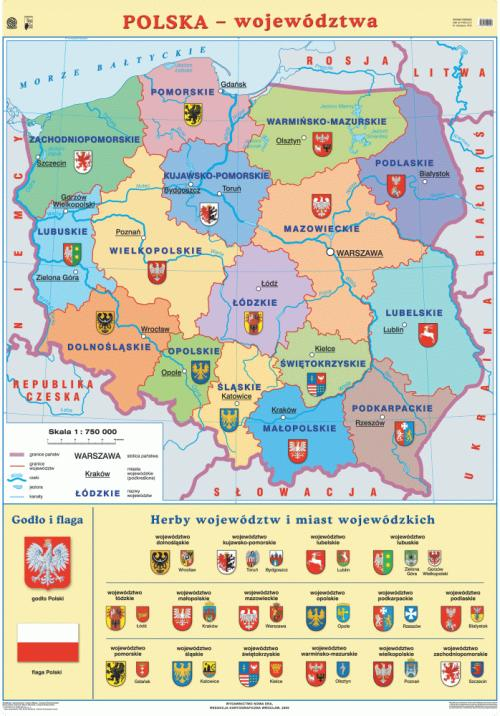 POLSKA – województwa
MORZE BAŁTYCKIE
ROSJA
LITWA
BIAŁORUŚ
UKRAINA
SŁOWACJA
REPUBLIKA
CZESKA
NIEMCY
POMORSKIE
Gdańsk
ZACHODNIOPOMORSKIE
Szczecin
WARMIŃSKO-MAZURSKIE
Olsztyn
PODLASKIE
Białystok
KUJAWSKO-POMORSKIE
Bydgoszcz
Toruń
Gorzów
Wielkopolski
LUBUSKIE
Zielona Góra
Poznań
WIELKOPOLSKIE
MAZOWIECKIE
WARSZAWA
Łódź
ŁÓDZKIE
LUBELSKIE
Lublin
Wrocław
DOLNOŚLĄSKIE
OPOLSKIE
Opole
ŚLĄSKIE
Katowice
Kielce
ŚWIĘTOKRZYSKIE
Kraków
MAŁOPOLSKIE
PODKARPACKIE
Rzeszów
Skala 1 : 750 000
granice państw
granice
województw
rzeki
jeziora
kanały
WARSZAWA stolica państwa
Kraków miasta
wojewódzkie
(podkreślone)
ŁÓDZKIE nazwy
województw
Godło i flaga
godło Polski
flaga Polski
Herby województw i miast wojewódzkich
województwo dolnośląskie
Wrocław
województwo kujawsko-pomorskie
Toruń Bydgoszcz
województwo lubelskie
Lublin
województwo lubuskie
Zielona Góra Gorzów Wielkopolski
województwo łódzkie
Łódź
województwo małopolskie
Kraków
województwo mazowieckie
Warszawa
województwo opolskie
Opole
województwo podkarpackie
Rzeszów
województwo podlaskie
Białystok
województwo pomorskie
Gdańsk
województwo śląskie
Katowice
województwo świętokrzyskie
Kielce
województwo warmińsko-mazurskie
Olsztyn
województwo zachodniopomorskie
Szczecin
WYDAWNICTWO NOWA ERA
REDAKCJA KARTOGRAFICZNA WROCŁAW